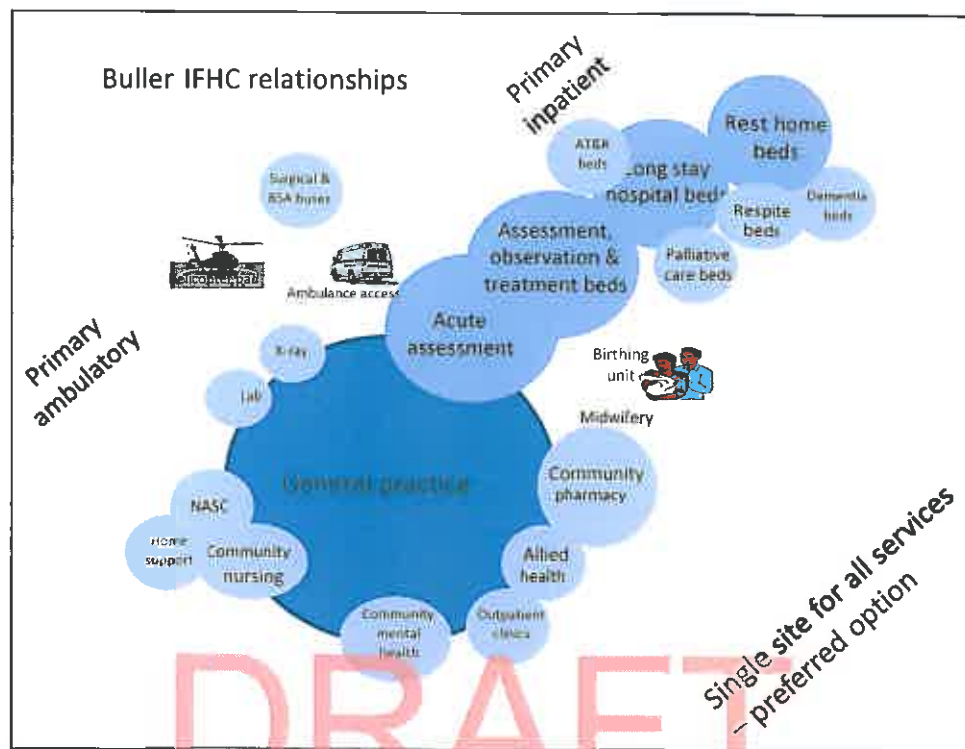 Buller IFHC relationships
Primary
inpatient
Surgical &
BSA buses
Ambulance access
Primary
ambulatory
AT&R
beds
Rest home
beds
Long stay
hospital beds
Respite
beds
Dementia
beds
Palliative
care beds
Assessment,
observation &
treatment beds
Acute
assessment
X-ray
Lab
Birthing
unit
Midwifery
General practice
Community
pharmacy
NASC
Home
support
Community
nursing
Allied
health
Outpatient
clinics
Community
mental
health
Single site for all services
– preferred option
DRAFT